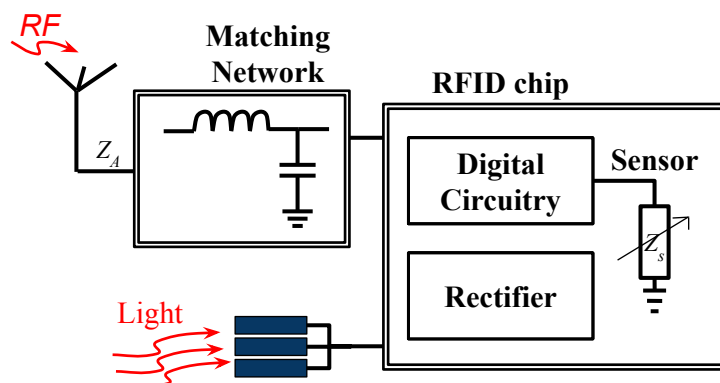 RF
Matching
Network
RFID chip
Z_A
Digital
Circuitry
Sensor
Z_s
Rectifier
Light